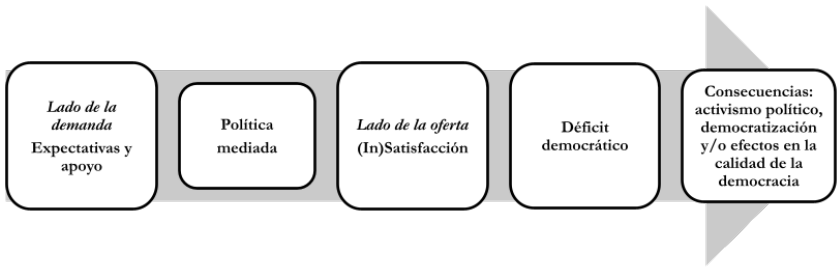 Lado de la
demanda
Expectativas y
apoyo
Política
mediada
Lado de la oferta
(In)Satisfacción
Déficit
democrático
Consecuencias:
activismo político,
democratización
y/o efectos en la
calidad de la
democracia